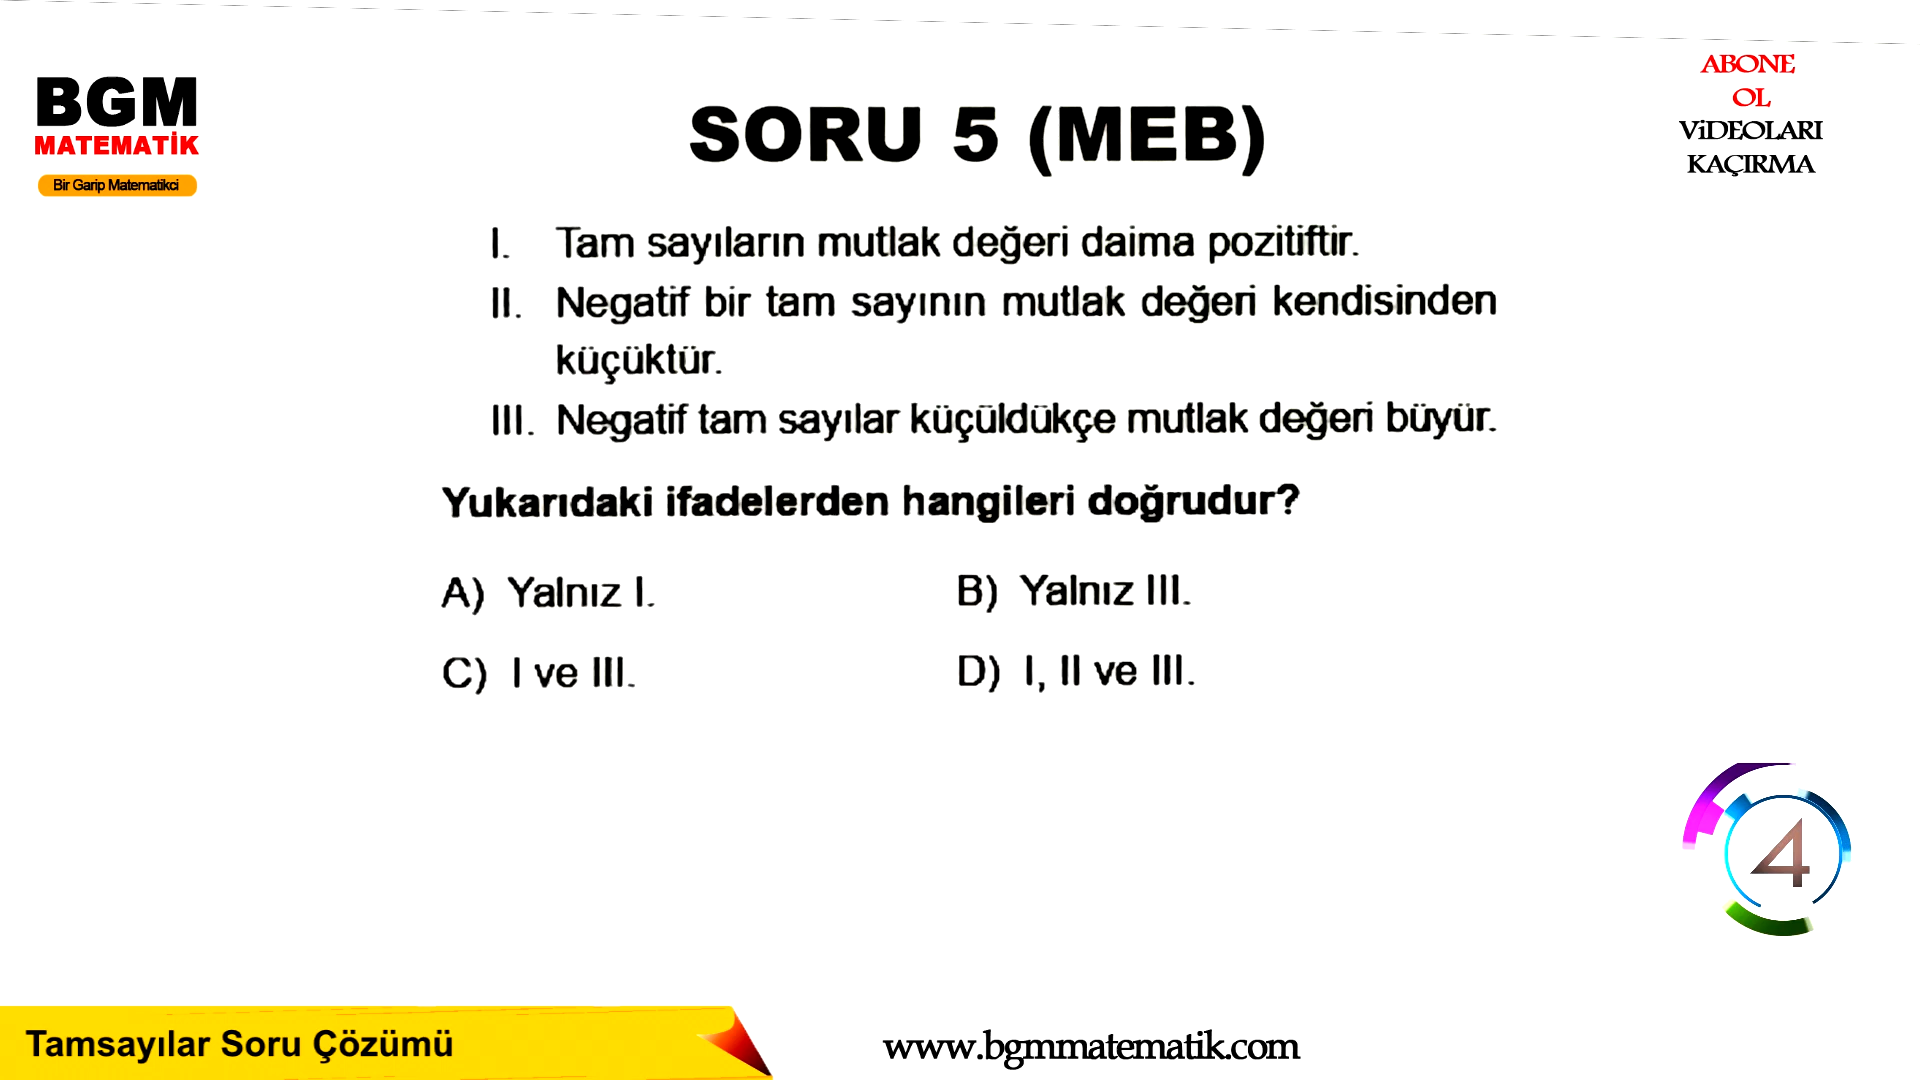 BGM
MATEMATİK
Bir Garip Matematikci
SORU 5 (MEB)
ABONE
OL
ViDEOLARI
KAÇIRMA
I. Tam sayıların mutlak değeri daima pozitiftir.
II. Negatif bir tam sayının mutlak değeri kendisinden
küçüktür.
III. Negatif tam sayılar küçüldükçe mutlak değeri büyür.
Yukarıdaki ifadelerden hangileri doğrudur?
A) Yalnız I.
B) Yalnız III.
C) I ve III.
D) I, II ve III.
4
Tamsayılar Soru Çözümü
www.bgmmatematik.com